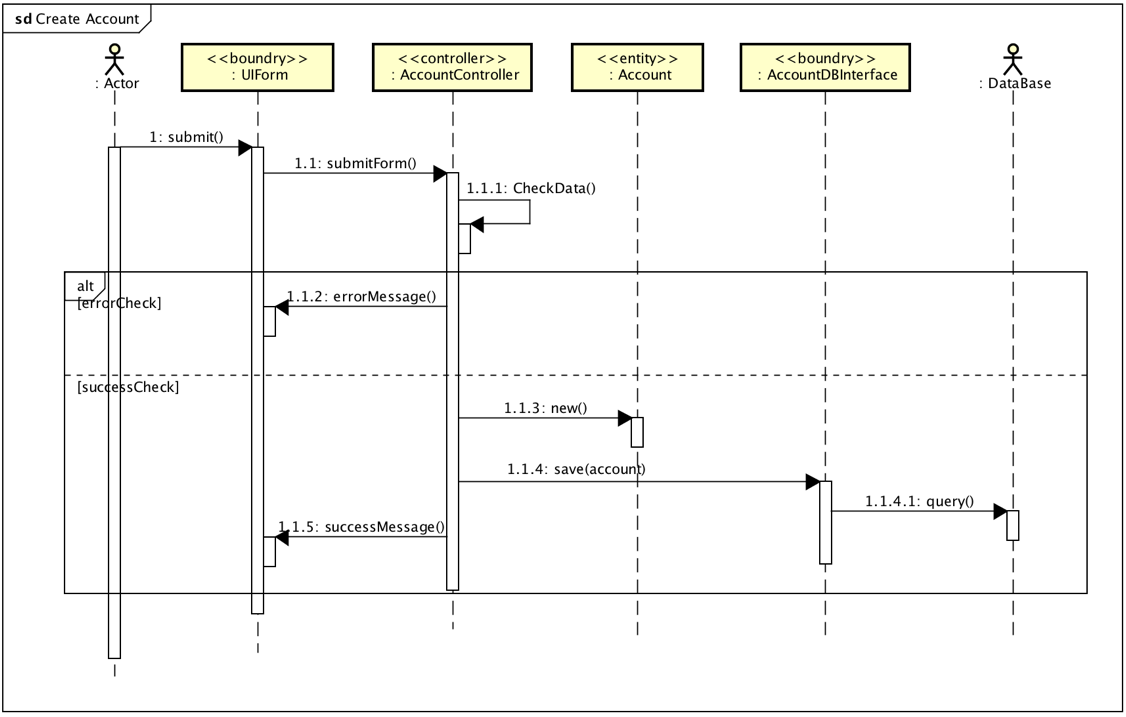 sd Create Account
<<boundry>>
: UIForm
<<controller>>
: AccountController
<<entity>>
: Account
<<boundry>>
: AccountDBInterface
: Actor
: DataBase
1: submit()
1.1: submitForm()
1.1.1: CheckData()
alt
[errorCheck]
1.1.2: errorMessage()
[successCheck]
1.1.3: new()
1.1.4: save(account)
1.1.4.1: query()
1.1.5: successMessage()